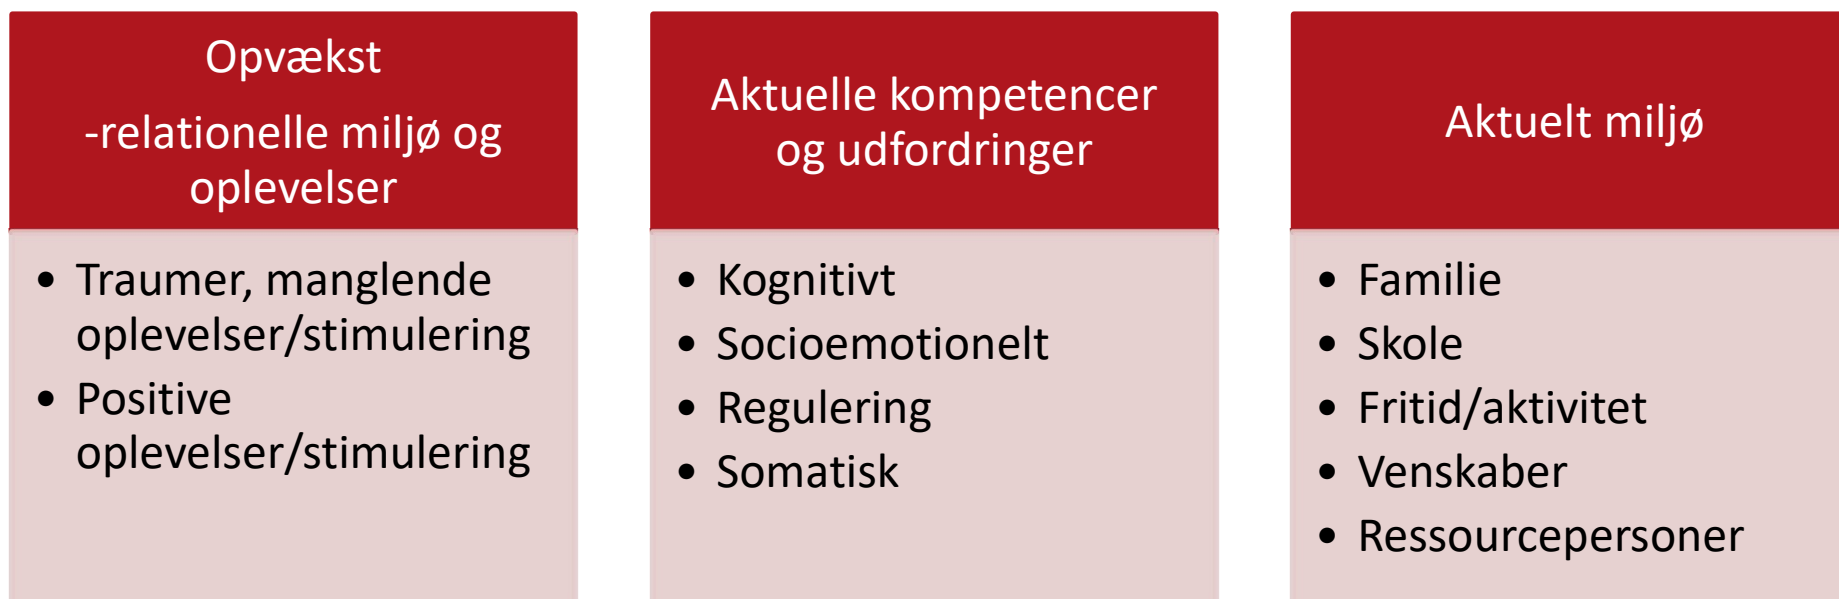 Opvækst
-relationelle miljø og
oplevelser
• Traumer, manglende
oplevelser/stimulering
• Positive
oplevelser/stimulering
Aktuelle kompetencer
og udfordringer
• Kognitivt
• Socioemotionelt
• Regulering
• Somatisk
Aktuelt miljø
• Familie
• Skole
• Fritid/aktivitet
• Venskaber
• Ressourcepersoner